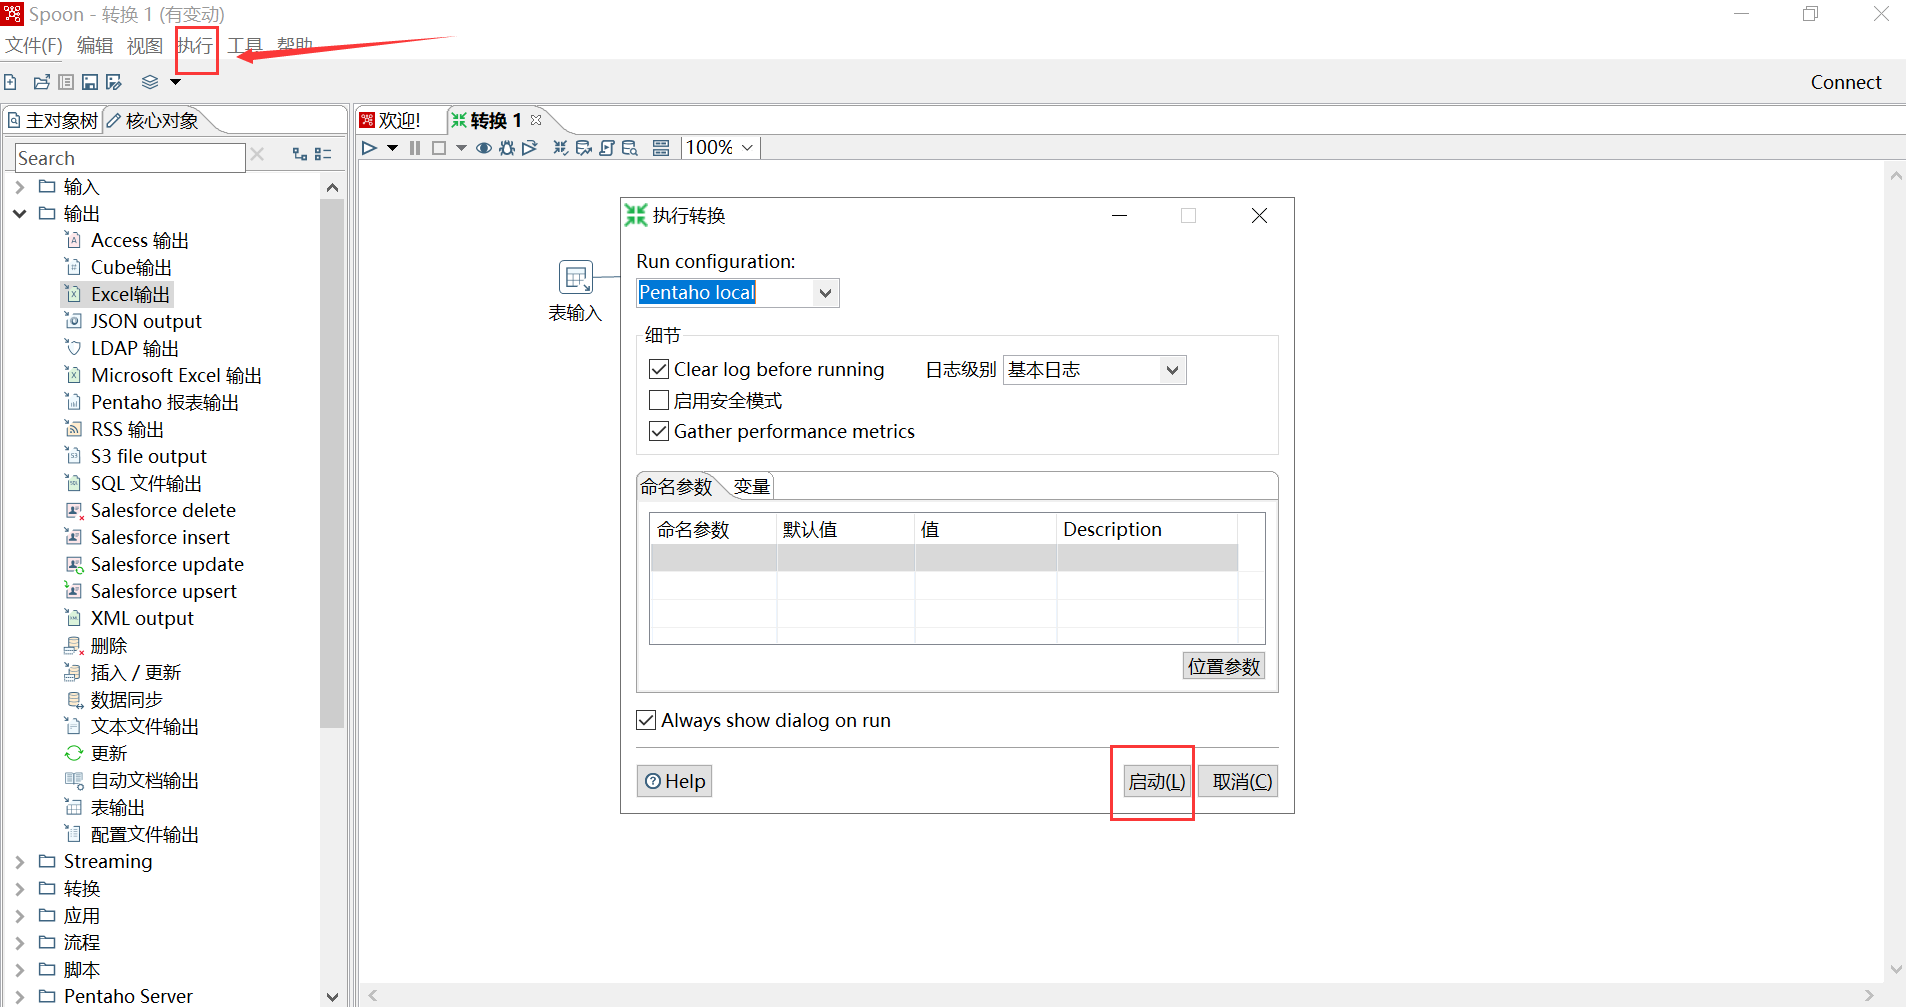 Spoon - 转换 1 (有变动)
文件(F) 编辑 视图 执行 工具 帮助
Connect
主对象树 核心对象
Search
输入
输出
Access 输出
Cube输出
Excel输出
JSON output
LDAP 输出
Microsoft Excel 输出
Pentaho 报表输出
RSS 输出
S3 file output
SQL 文件输出
Salesforce delete
Salesforce insert
Salesforce update
Salesforce upsert
XML output
删除
插入 / 更新
数据同步
文本文件输出
更新
自动文档输出
表输出
配置文件输出
Streaming
转换
应用
流程
脚本
Pentaho Server
欢迎! 转换 1
100%
表输入
执行转换
Run configuration:
Pentaho local
细节
Clear log before running 日志级别 基本日志
启用安全模式
Gather performance metrics
命名参数 变量
命名参数 默认值 值 Description
位置参数
Always show dialog on run
Help 启动(L) 取消(C)